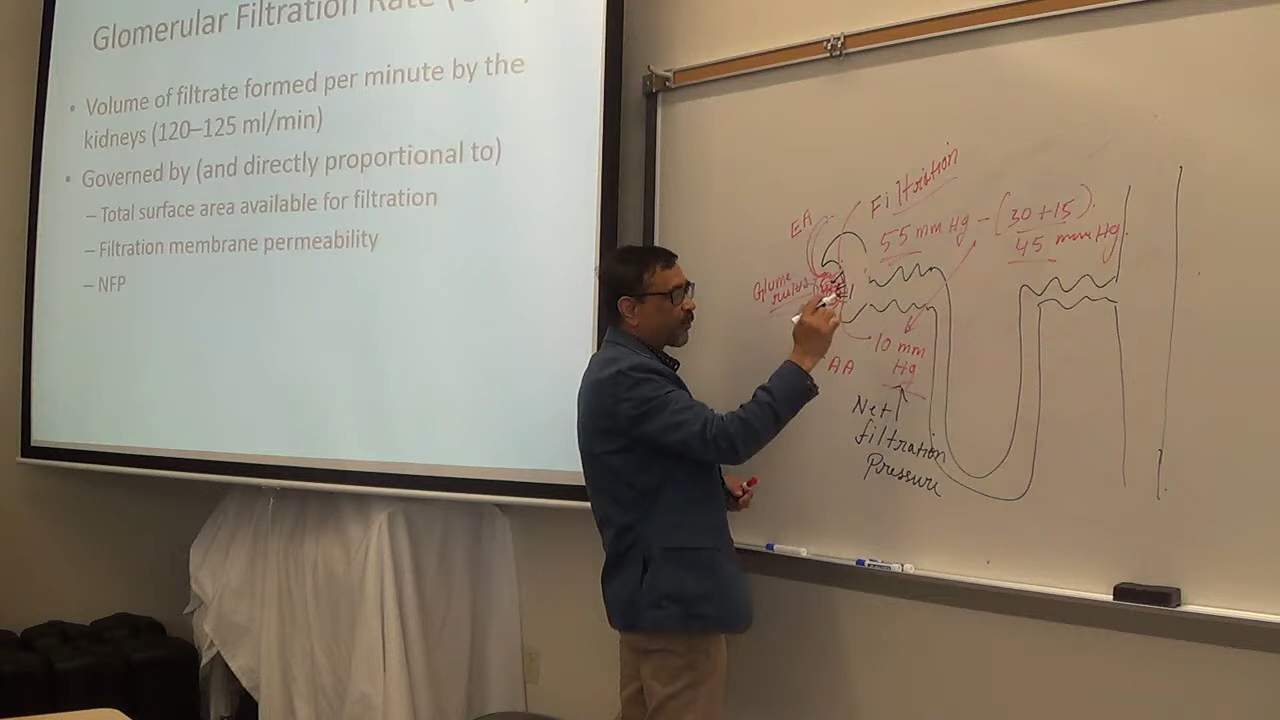 Glomerular Filtration Rate
• Volume of filtrate formed per minute by the
kidneys (120–125 ml/min)
• Governed by (and directly proportional to)
– Total surface area available for filtration
– Filtration membrane permeability
– NFP
Filtration
EA
55 mm Hg – (30+15).
45 mm Hg.
Glome
rulus
10 mm
Hg
AA
Net
filtration
Pressure